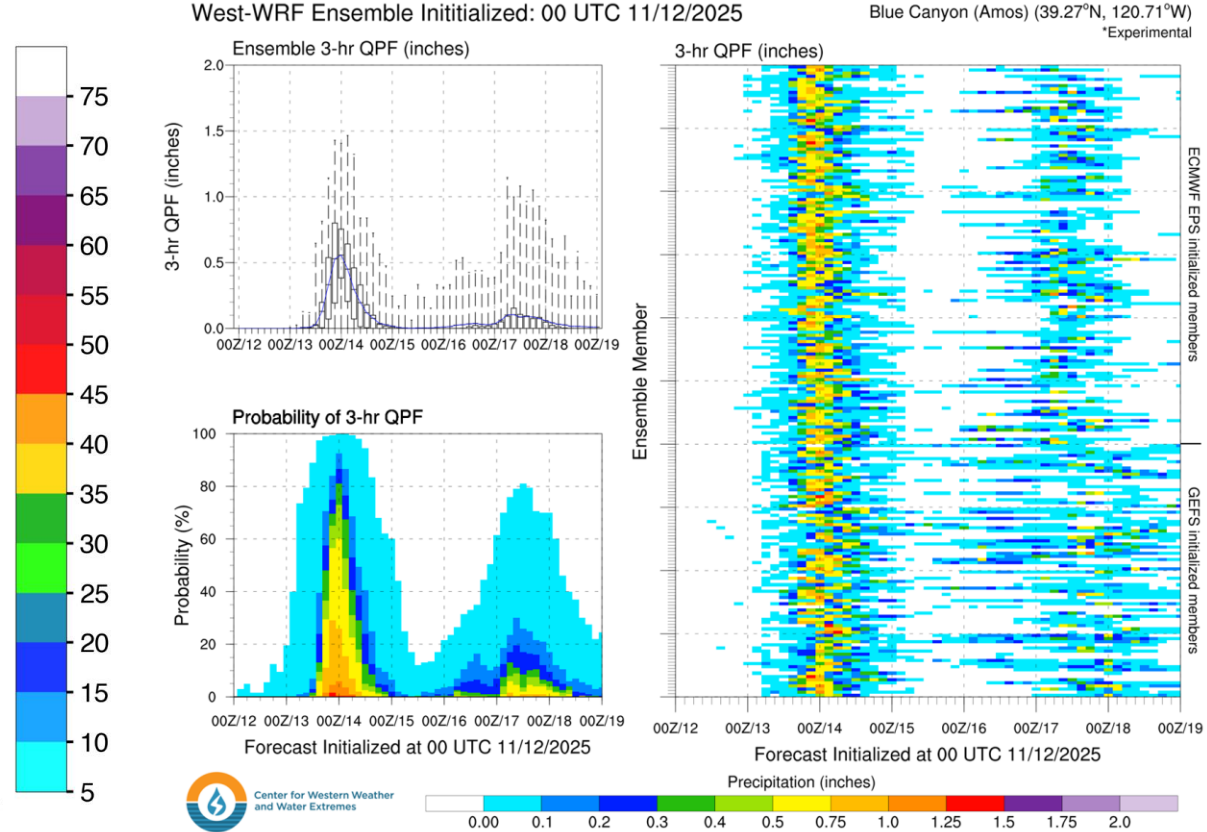 West-WRF Ensemble Inititialized: 00 UTC 11/12/2025
Blue Canyon (Amos) (39.27°N, 120.71°W)
*Experimental
75
70
65
60
55
50
45
40
35
30
25
20
15
10
5
Ensemble 3-hr QPF (inches)
3-hr QPF (inches)
2.0
1.5
1.0
0.5
0.0
00Z/12 00Z/13 00Z/14 00Z/15 00Z/16 00Z/17 00Z/18 00Z/19
Probability of 3-hr QPF
Probability (%)
100
80
60
40
20
0
00Z/12 00Z/13 00Z/14 00Z/15 00Z/16 00Z/17 00Z/18 00Z/19
Forecast Initialized at 00 UTC 11/12/2025
3-hr QPF (inches)
Ensemble Member
ECMWF EPS initialized members
GEFS initialized members
00Z/12 00Z/13 00Z/14 00Z/15 00Z/16 00Z/17 00Z/18 00Z/19
Forecast Initialized at 00 UTC 11/12/2025
Center for Western Weather
and Water Extremes
Precipitation (inches)
0.00 0.1 0.2 0.3 0.4 0.5 0.75 1.0 1.25 1.5 1.75 2.0